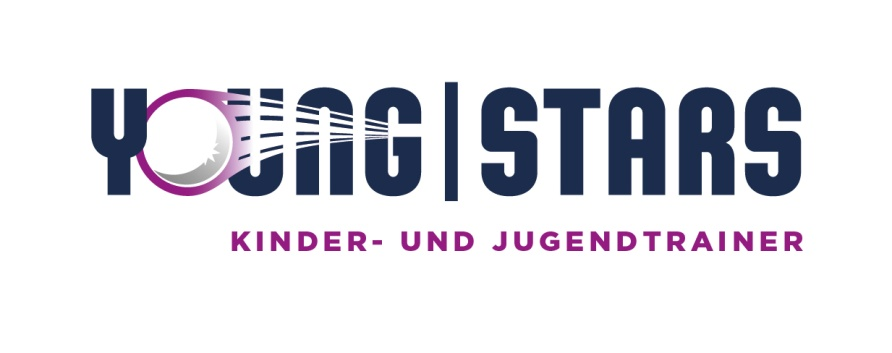 YOUNG|STARS
KINDER- UND JUGENDTRAINER